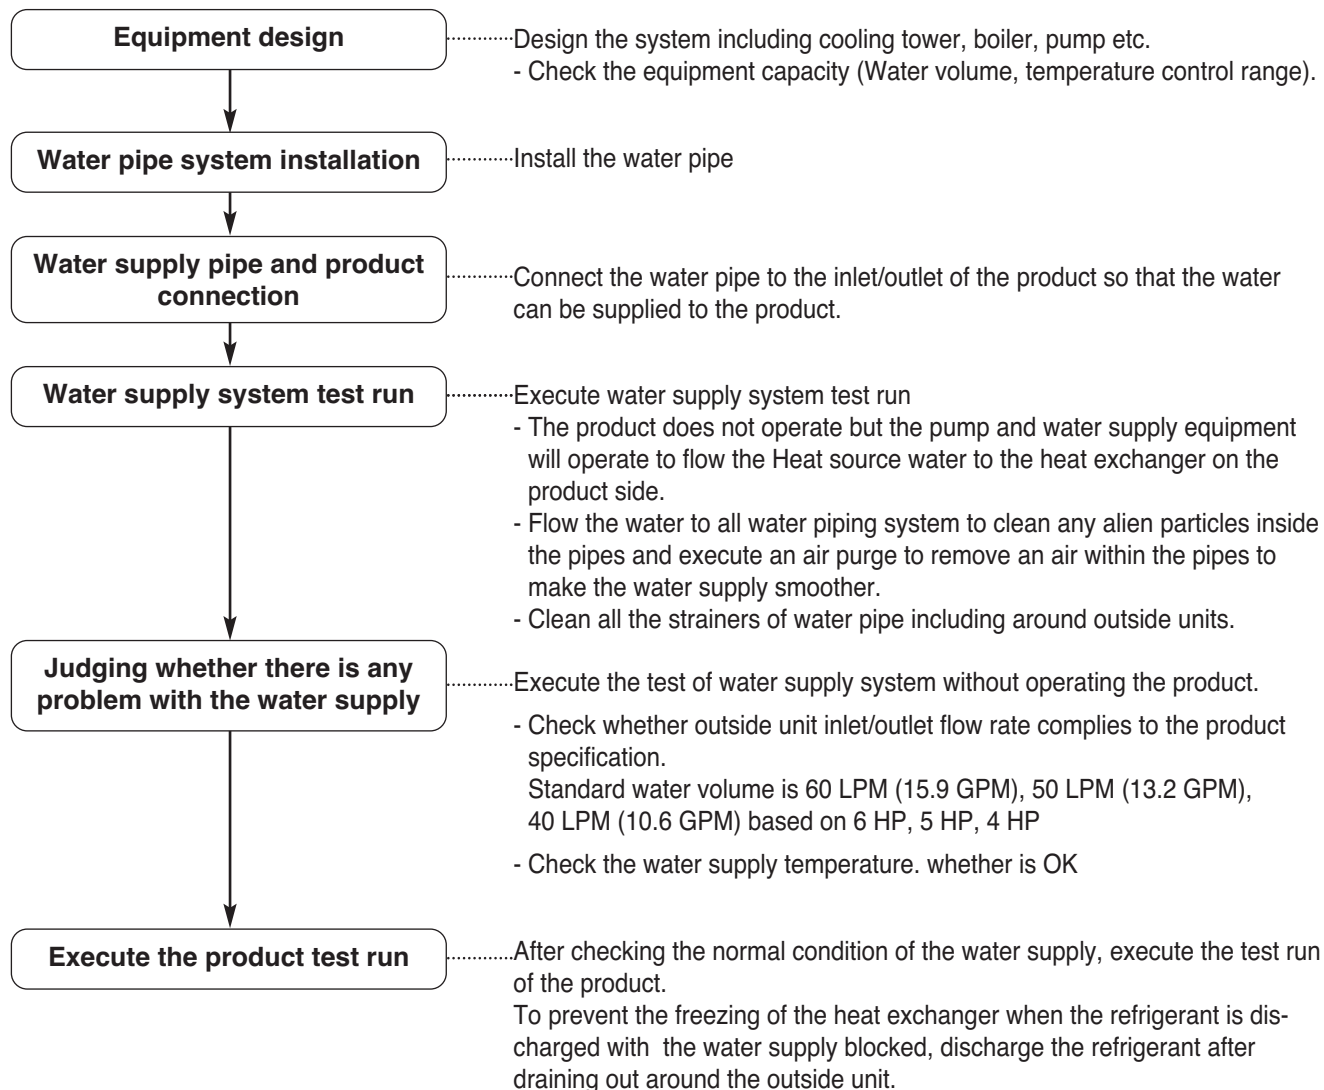 Equipment design
Design the system including cooling tower, boiler, pump etc.
- Check the equipment capacity (Water volume, temperature control range).
Water pipe system installation
Install the water pipe
Water supply pipe and product
connection
Connect the water pipe to the inlet/outlet of the product so that the water
can be supplied to the product.
Water supply system test run
Execute water supply system test run
- The product does not operate but the pump and water supply equipment
will operate to flow the Heat source water to the heat exchanger on the
product side.
- Flow the water to all water piping system to clean any alien particles inside
the pipes and execute an air purge to remove an air within the pipes to
make the water supply smoother.
- Clean all the strainers of water pipe including around outside units.
Judging whether there is any
problem with the water supply
Execute the test of water supply system without operating the product.
- Check whether outside unit inlet/outlet flow rate complies to the product
specification.
Standard water volume is 60 LPM (15.9 GPM), 50 LPM (13.2 GPM),
40 LPM (10.6 GPM) based on 6 HP, 5 HP, 4 HP
- Check the water supply temperature. whether is OK
Execute the product test run
After checking the normal condition of the water supply, execute the test run
of the product.
To prevent the freezing of the heat exchanger when the refrigerant is dis-
charged with  the water supply blocked, discharge the refrigerant after
draining out around the outside unit.